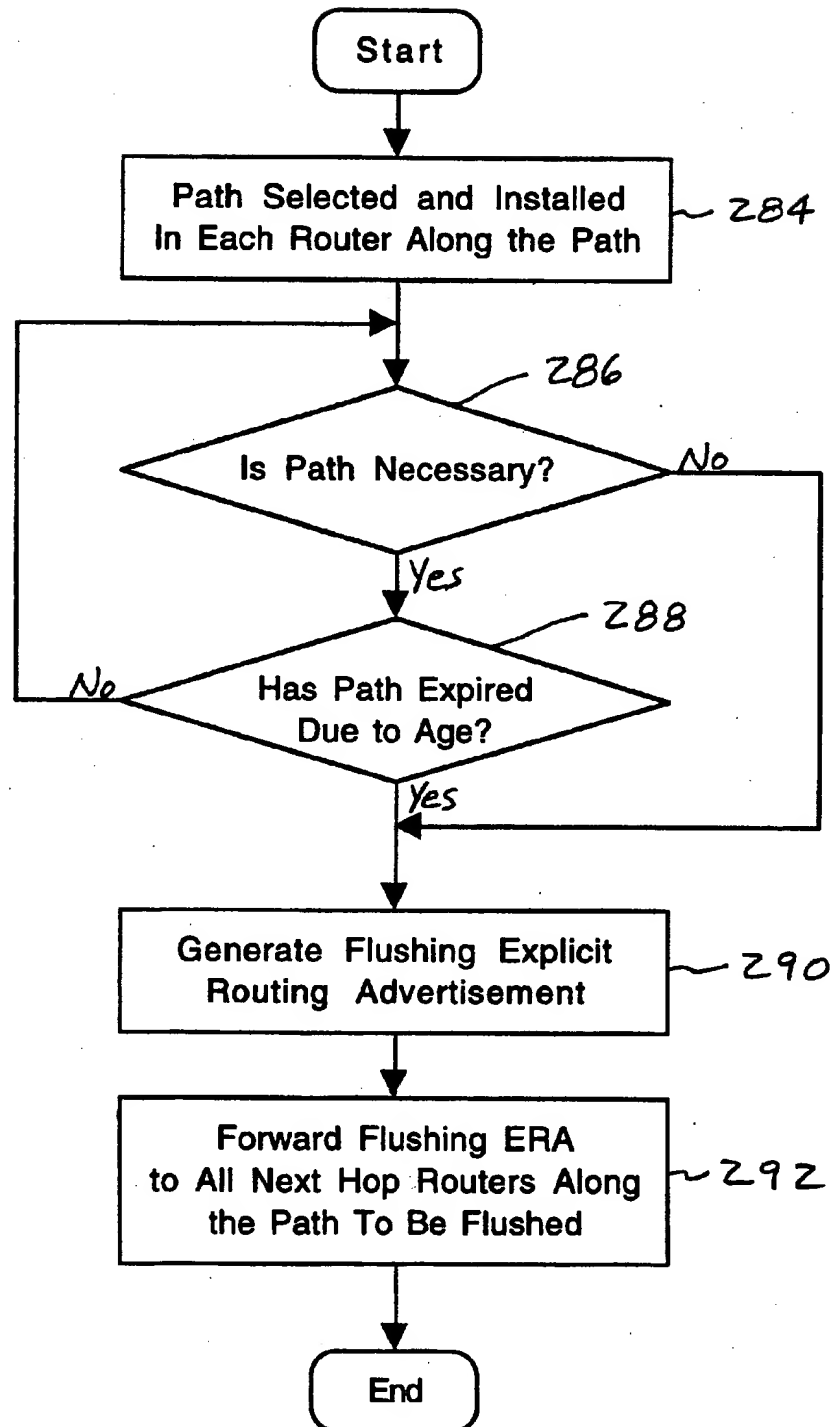 Start
Path Selected and Installed
In Each Router Along the Path
284
286
Is Path Necessary?
No
Yes
288
No
Has Path Expired
Due to Age?
Yes
Generate Flushing Explicit
Routing Advertisement
290
Forward Flushing ERA
to All Next Hop Routers Along
the Path To Be Flushed
292
End